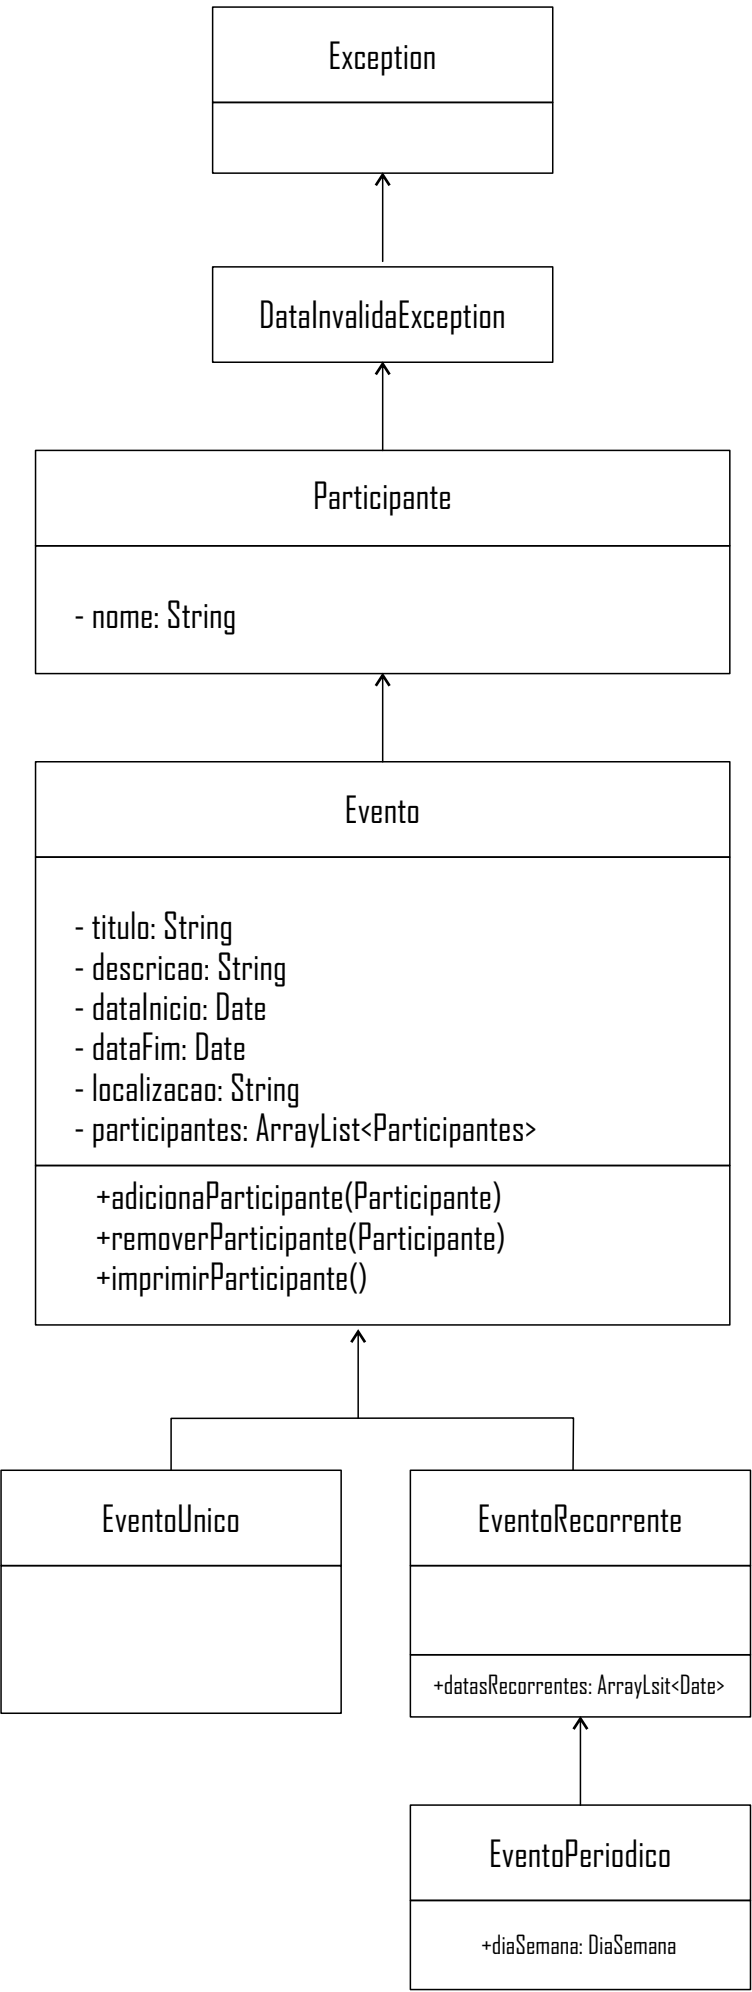 Exception
DataInvalidaException
Participante
- nome: String
Evento
- titulo: String
- descricao: String
- dataInicio: Date
- dataFim: Date
- localizacao: String
- participantes: ArrayList<Participantes>
+adicionaParticipante(Participante)
+removerParticipante(Participante)
+imprimirParticipante()
EventoUnico
EventoRecorrente
+datasRecorrentes: ArrayLsit<Date>
EventoPeriodico
+diaSemana: DiaSemana